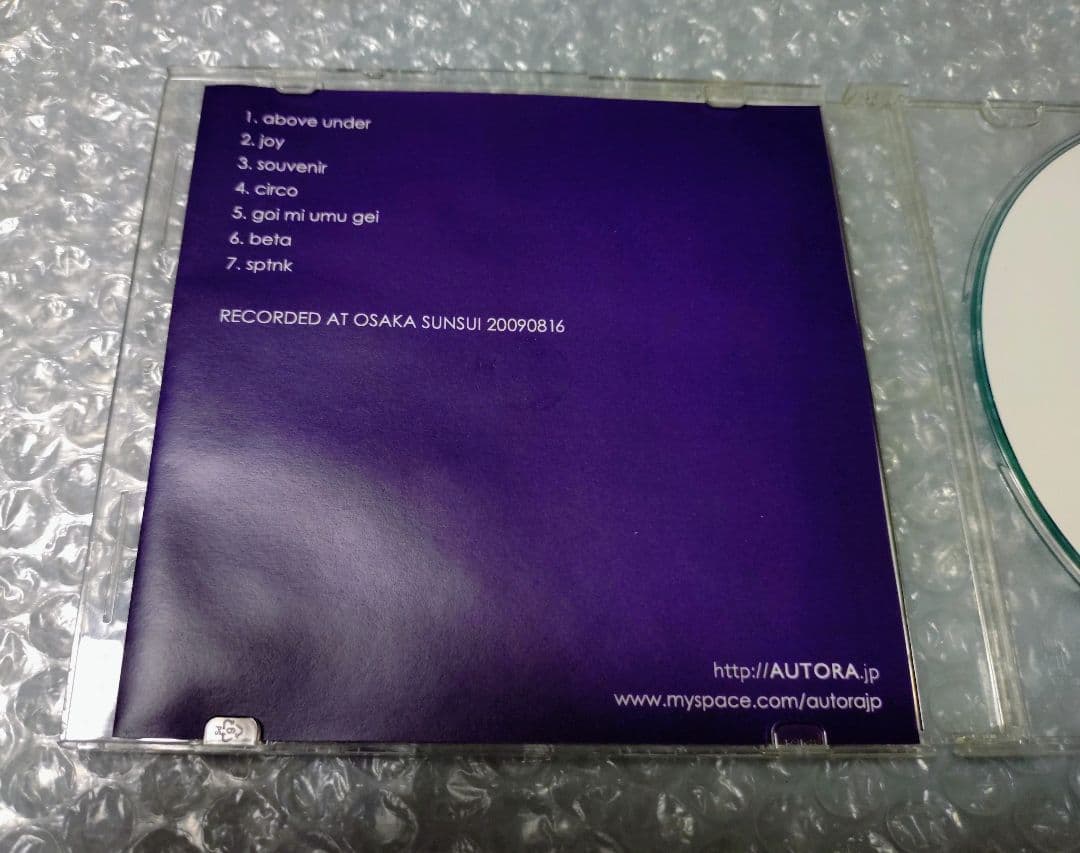 1. above under
2. joy
3. souvenir
4. circo
5. goi mi umu gei
6. beta
7. sptnk
RECORDED AT OSAKA SUNSUI 20090816
http://AUTORA.jp
www.myspace.com/autorajp